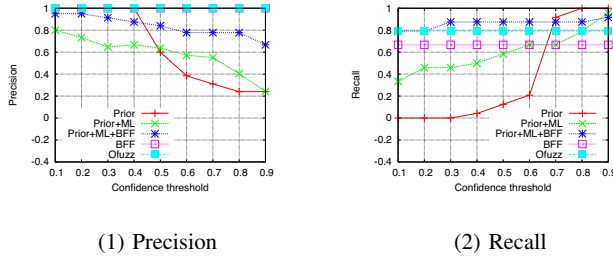 1.2
1
0.8
0.6
0.4
0.2
0
-0.2
-0.4
Precision
Prior
Prior+ML
Prior+ML+BFF
BFF
Ofuzz
0.1 0.2 0.3 0.4 0.5 0.6 0.7 0.8 0.9
Confidence threshold
(1) Precision
1.2
1
0.8
0.6
0.4
0.2
0
-0.2
-0.4
Recall
Prior
Prior+ML
Prior+ML+BFF
BFF
Ofuzz
0.1 0.2 0.3 0.4 0.5 0.6 0.7 0.8 0.9
Confidence threshold
(2) Recall